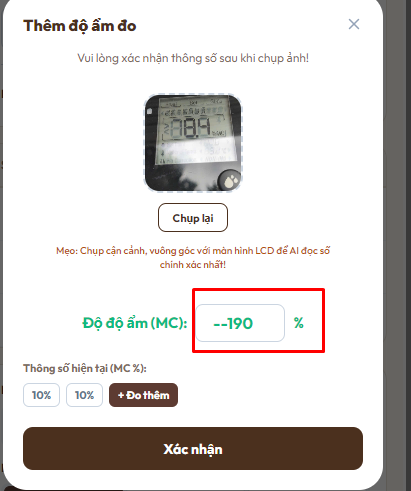 Thêm độ ẩm đo
Vui lòng xác nhận thông số sau khi chụp ảnh!
18.9
Chụp lại
Mẹo: Chụp cận cảnh, vuông góc với màn hình LCD để AI đọc số
chính xác nhất!
Độ độ ẩm (MC): --190 %
Thông số hiện tại (MC %):
10% 10% + Đo thêm
Xác nhận